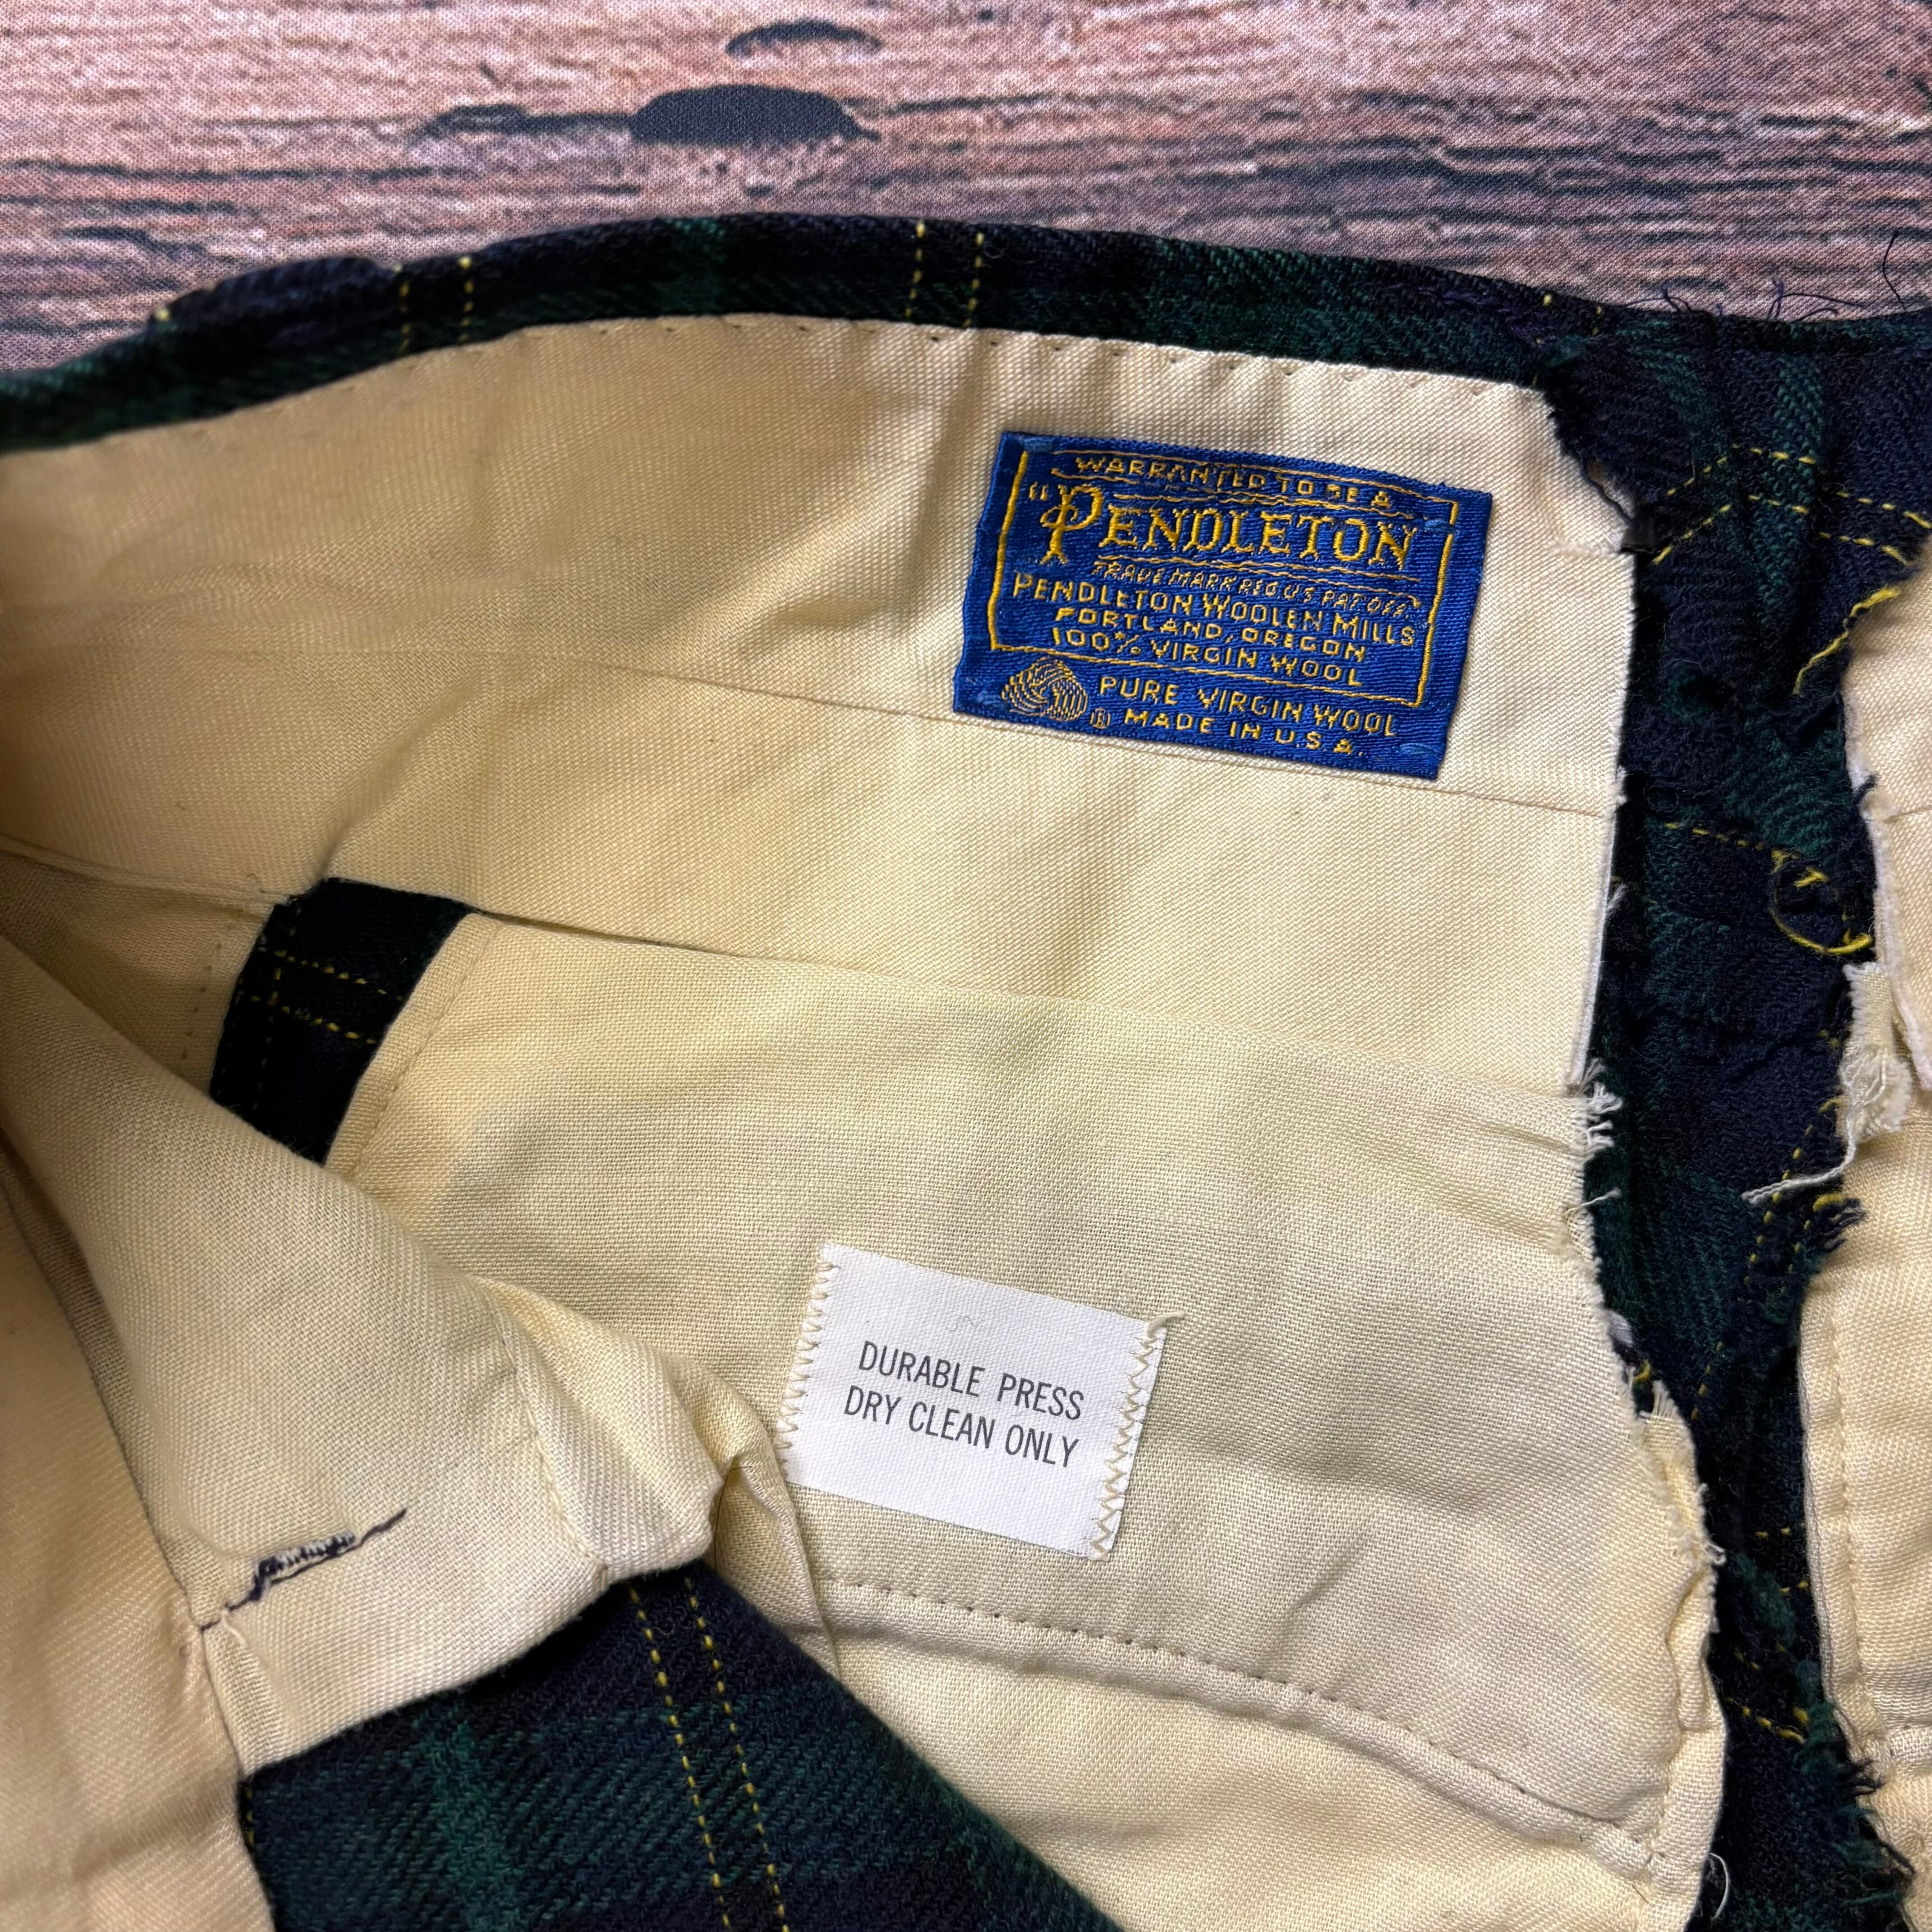 WARRANTED TO BE A
"PENDLETON"
TRADE MARK REG U S PAT OFF
PENDLETON WOOLEN MILLS
PORTLAND, OREGON
100% VIRGIN WOOL
PURE VIRGIN WOOL
® MADE IN U.S.A.
DURABLE PRESS
DRY CLEAN ONLY